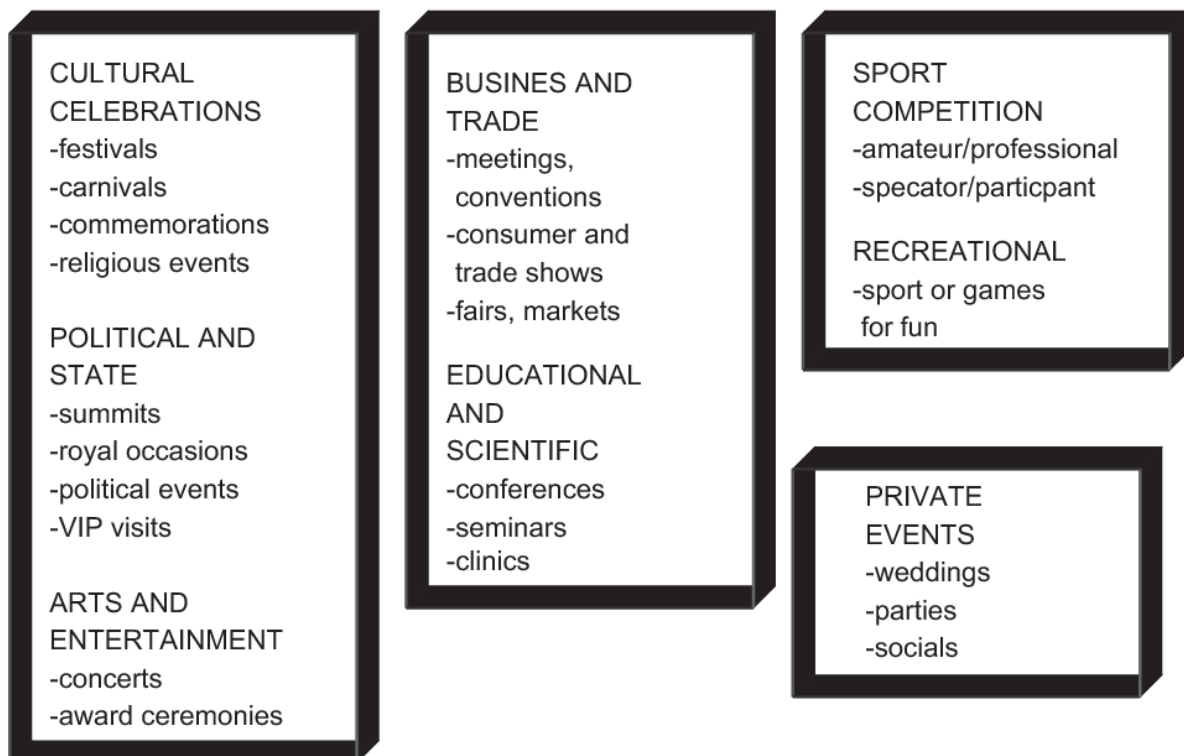 CULTURAL
CELEBRATIONS
-festivals
-carnivals
-commemorations
-religious events
POLITICAL AND
STATE
-summits
-royal occasions
-political events
-VIP visits
ARTS AND
ENTERTAINMENT
-concerts
-award ceremonies
BUSINES AND
TRADE
-meetings,
conventions
-consumer and
trade shows
-fairs, markets
EDUCATIONAL
AND
SCIENTIFIC
-conferences
-seminars
-clinics
SPORT
COMPETITION
-amateur/professional
-specator/particpant
RECREATIONAL
-sport or games
for fun
PRIVATE
EVENTS
-weddings
-parties
-socials